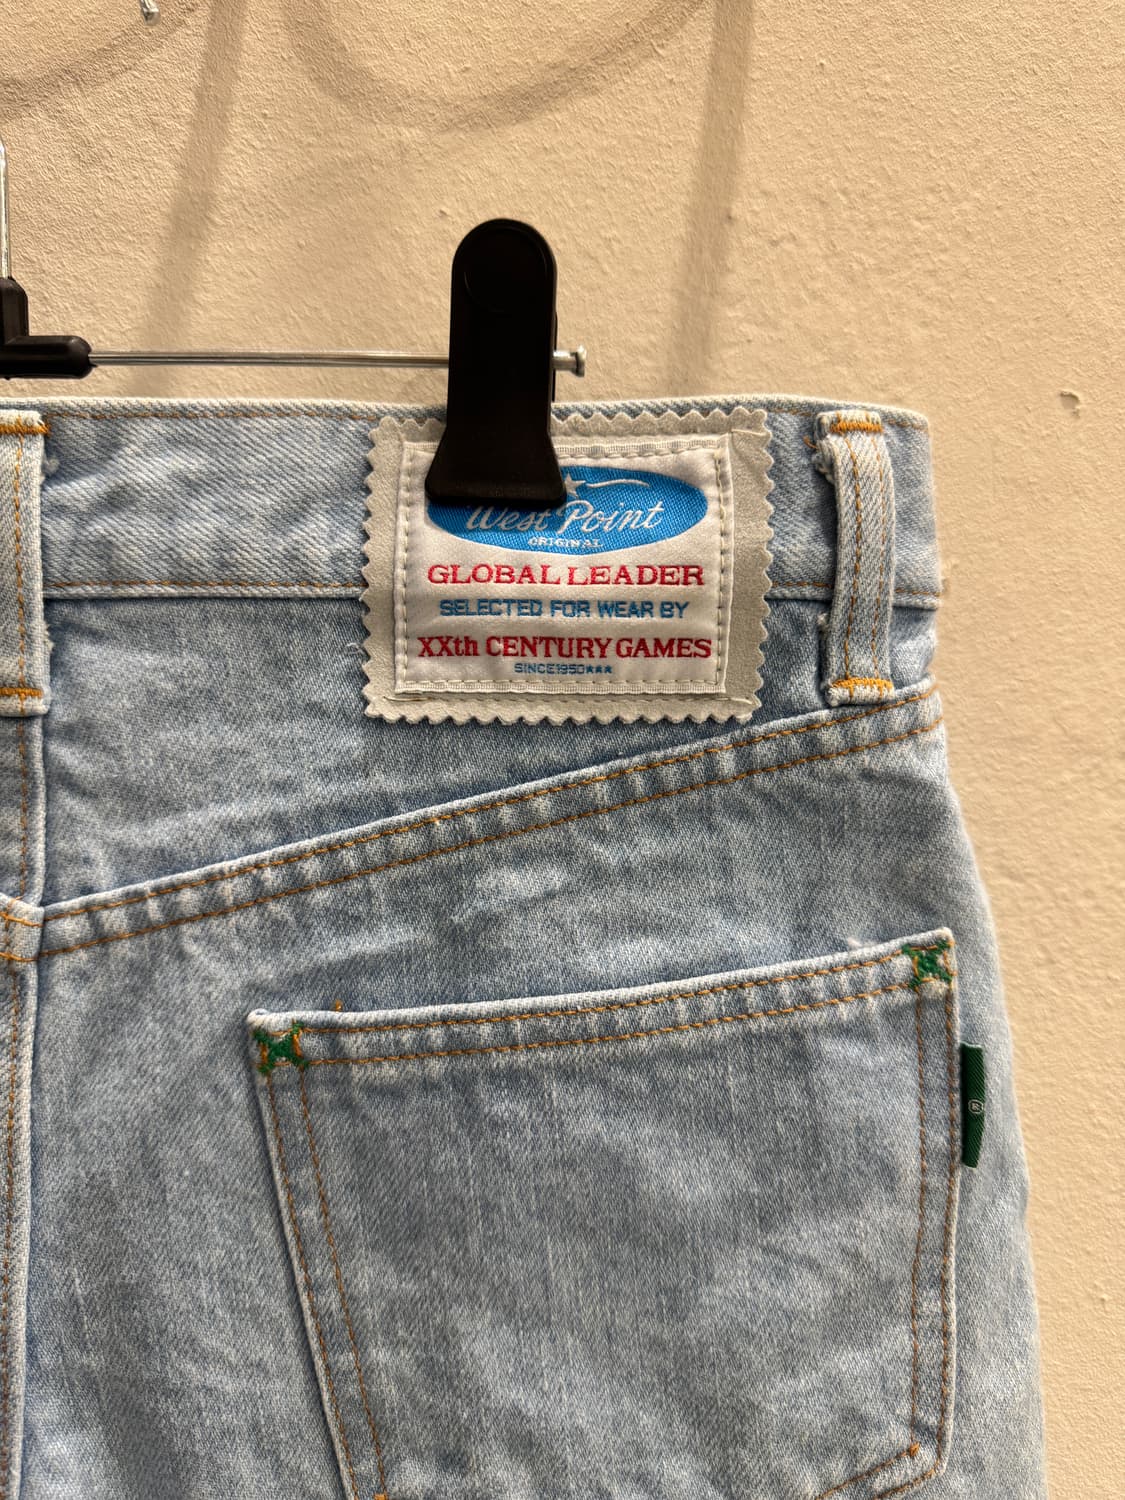 West Point
ORIGINAL
GLOBAL LEADER
SELECTED FOR WEAR BY
XXth CENTURY GAMES
SINCE1950★★★
®